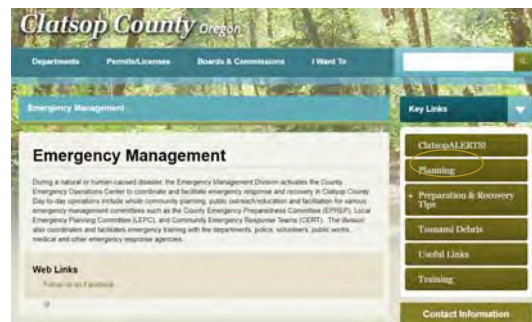 Clatsop County Oregon
Departments Permits/Licenses Boards & Commissions I Want To
Emergency Management
Key Links
Emergency Management
During a natural or human-caused disaster, the Emergency Management Division activates the County
Emergency Operations Center to coordinate and facilitate emergency response and recovery in Clatsop County.
Day-to-day operations include whole community planning, public outreach/education and facilitation for various
emergency management committees such as the County Emergency Preparedness Committee (EPREP), Local
Emergency Planning Committee (LEPC), and Community Emergency Response Teams (CERT). The division
also coordinates and facilitates emergency training with fire departments, police, volunteers, public works,
medical and other emergency response agencies.
Web Links
Follow us on Facebook
ClatsopALERTS!
Planning
+ Preparation & Recovery
Tips
Tsunami Debris
Useful Links
Training
Contact Information